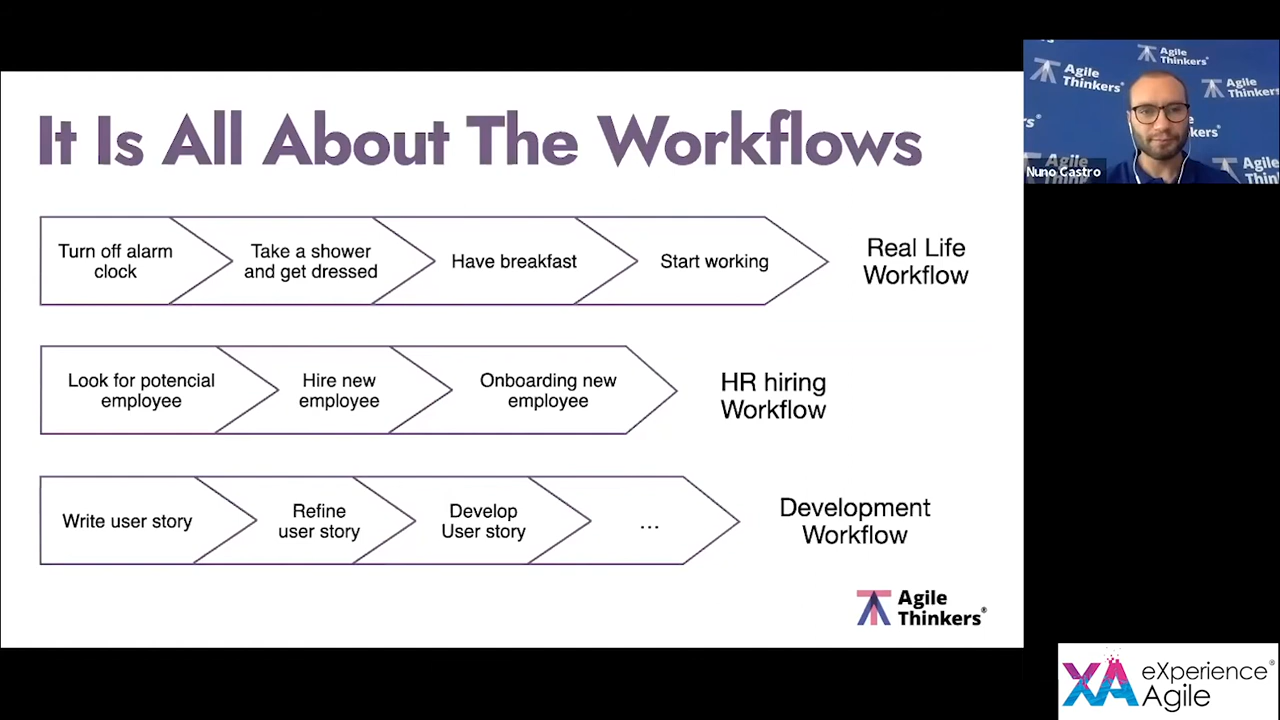 It Is All About The Workflows
Turn off alarm
clock
Take a shower
and get dressed
Have breakfast
Start working
Real Life
Workflow
Look for potencial
employee
Hire new
employee
Onboarding new
employee
HR hiring
Workflow
Write user story
Refine
user story
Develop
User story
...
Development
Workflow
Agile
Thinkers®
Agile
Thinkers®
Agile
Thinkers®
Agile
Thinkers
Nuno Castro
Agile
Thinkers
eXperience®
Agile